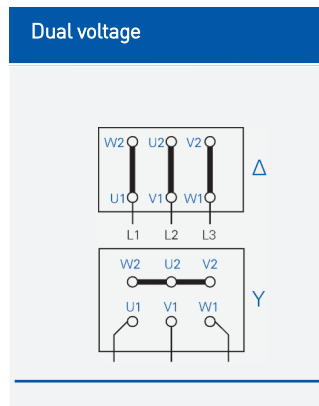 Dual voltage
W2 U2 V2
Δ
U1 V1 W1
L1 L2 L3
W2 U2 V2
Y
U1 V1 W1